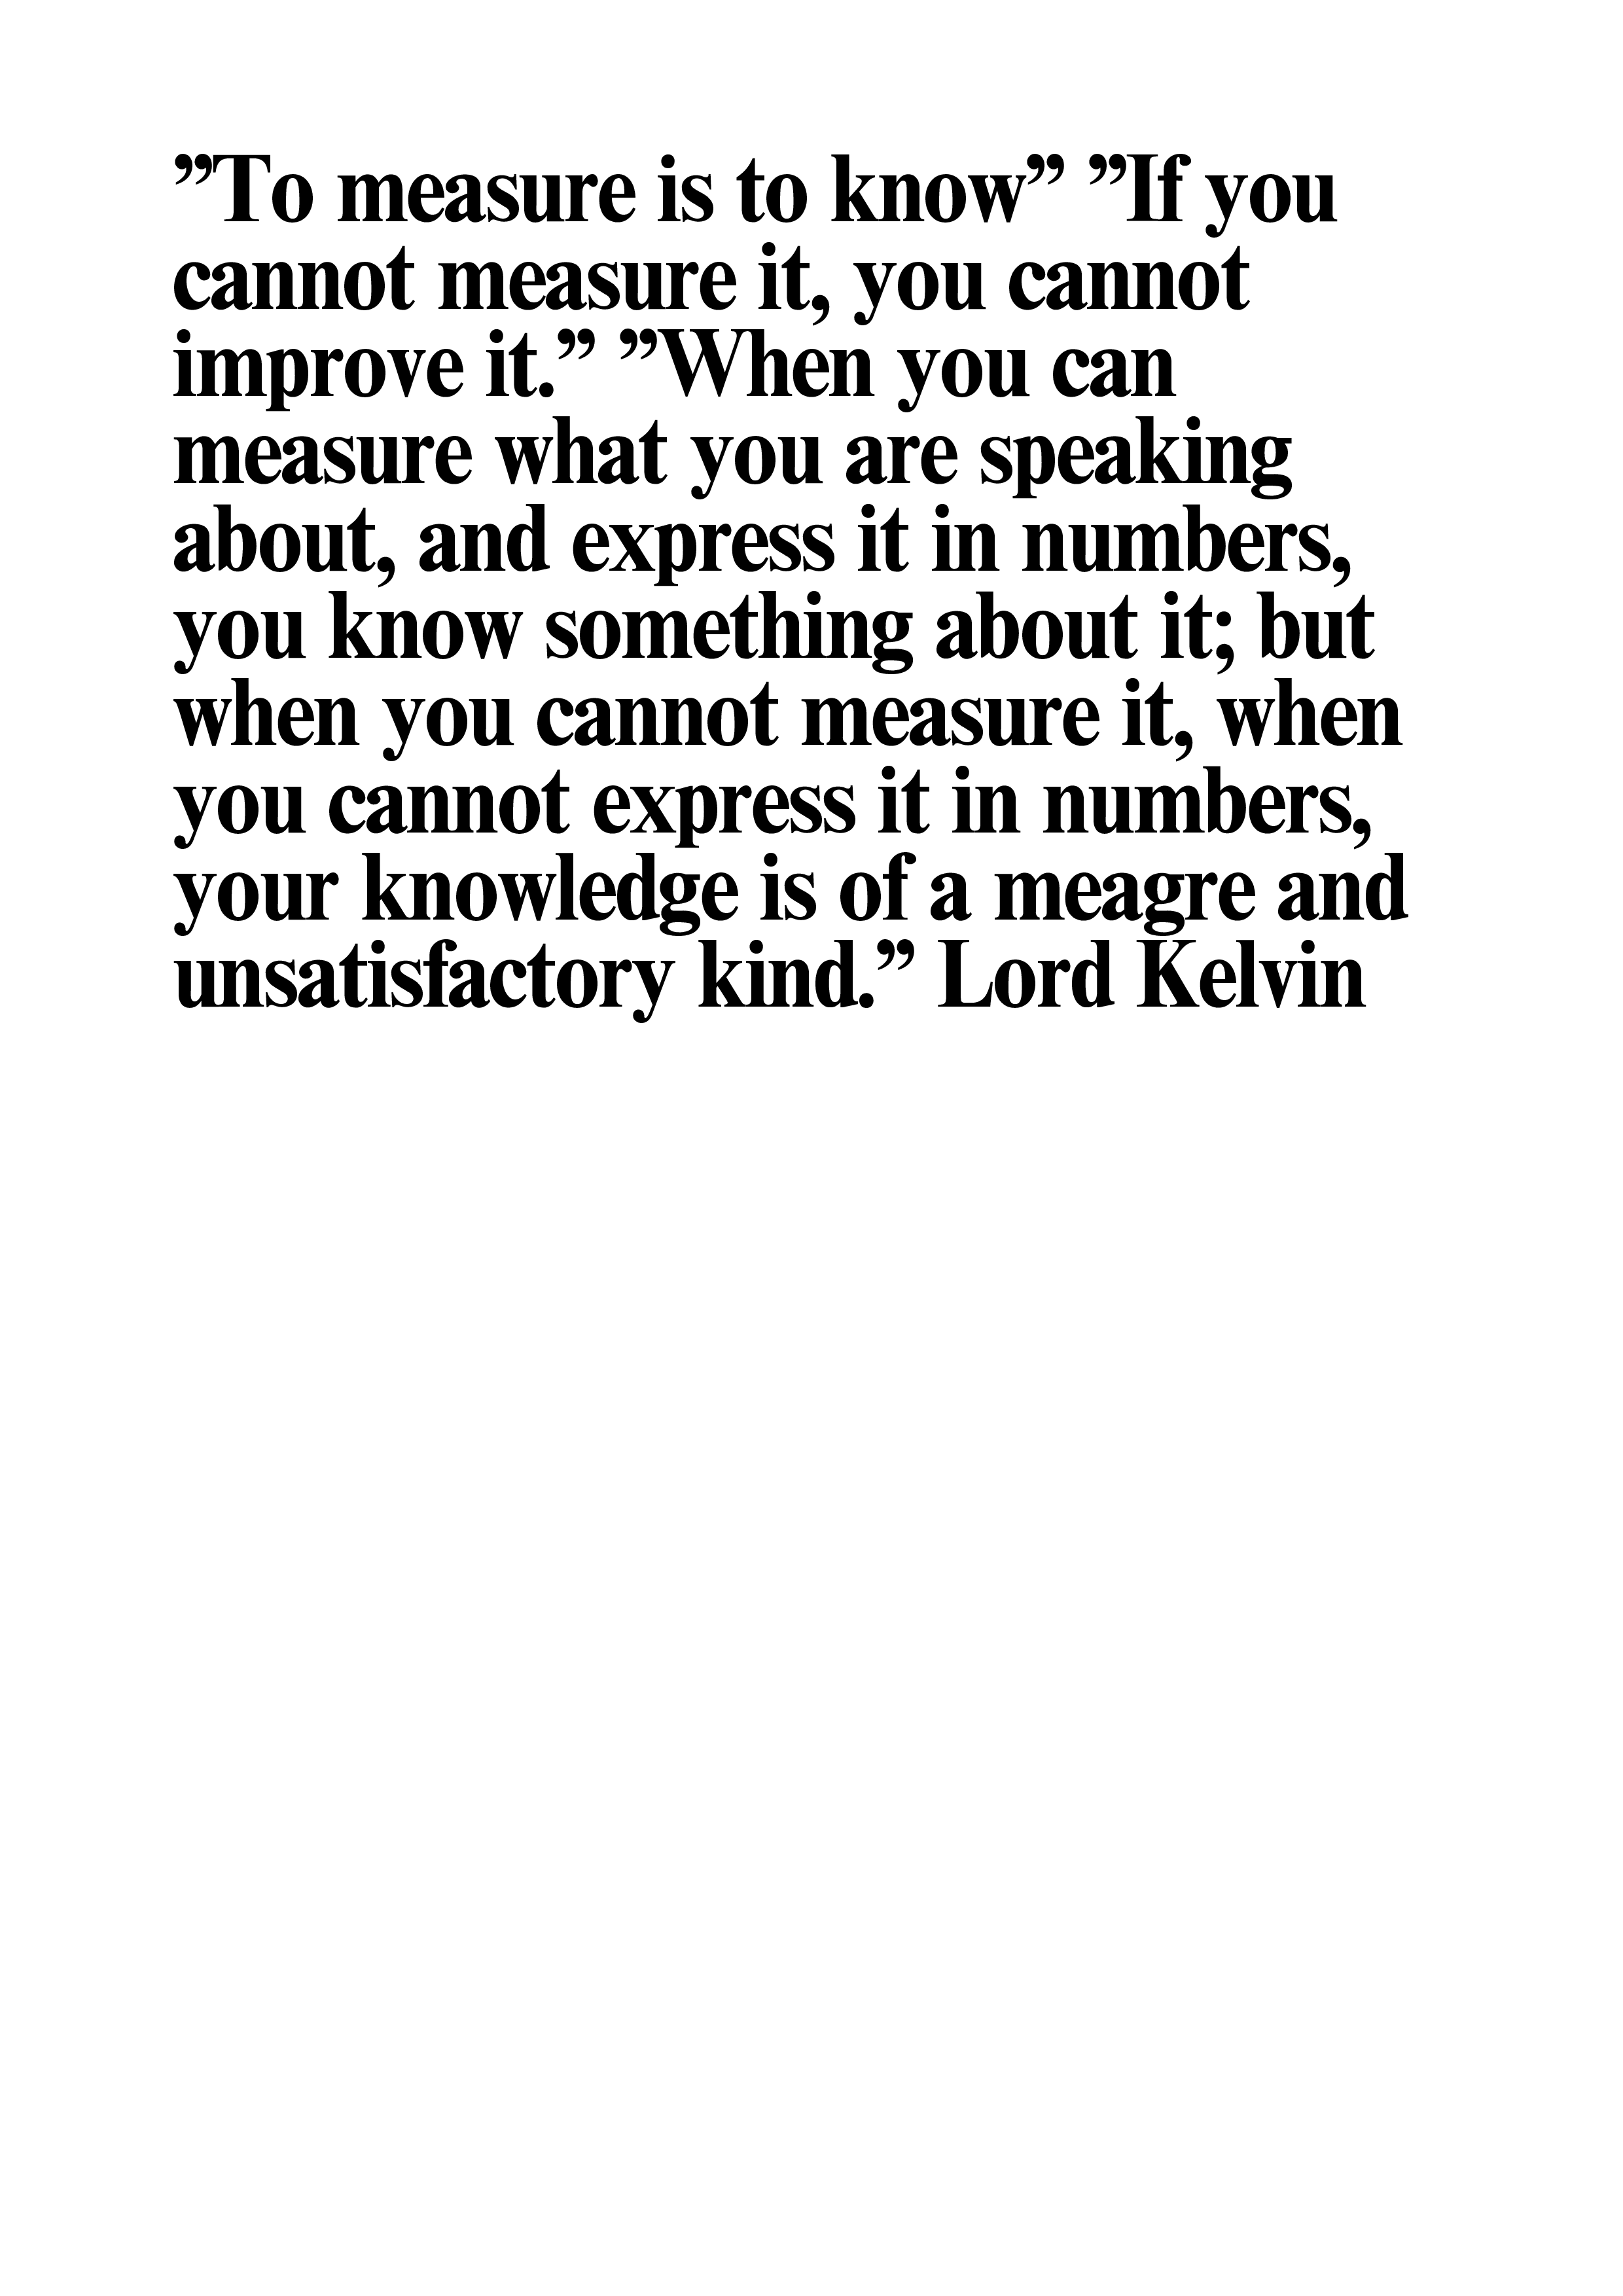 ”To measure is to know” ”If you
cannot measure it, you cannot
improve it.” ”When you can
measure what you are speaking
about, and express it in numbers,
you know something about it; but
when you cannot measure it, when
you cannot express it in numbers,
your knowledge is of a meagre and
unsatisfactory kind.” Lord Kelvin